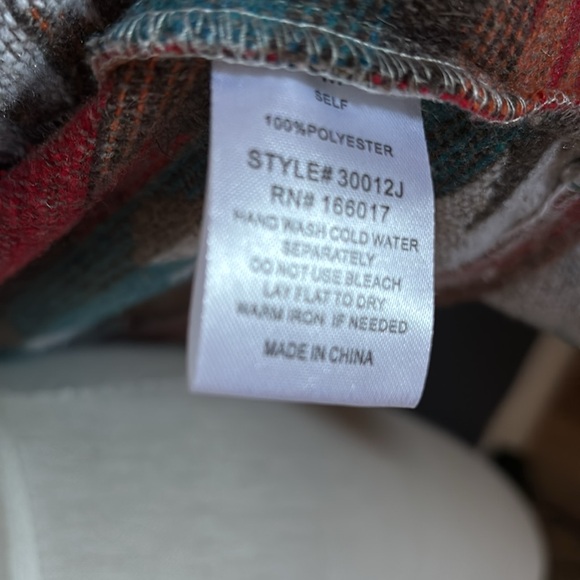 SELF
100%POLYESTER
STYLE# 30012J
RN# 166017
HAND WASH COLD WATER
SEPARATELY
DO NOT USE BLEACH
LAY FLAT TO DRY
WARM IRON IF NEEDED
MADE IN CHINA